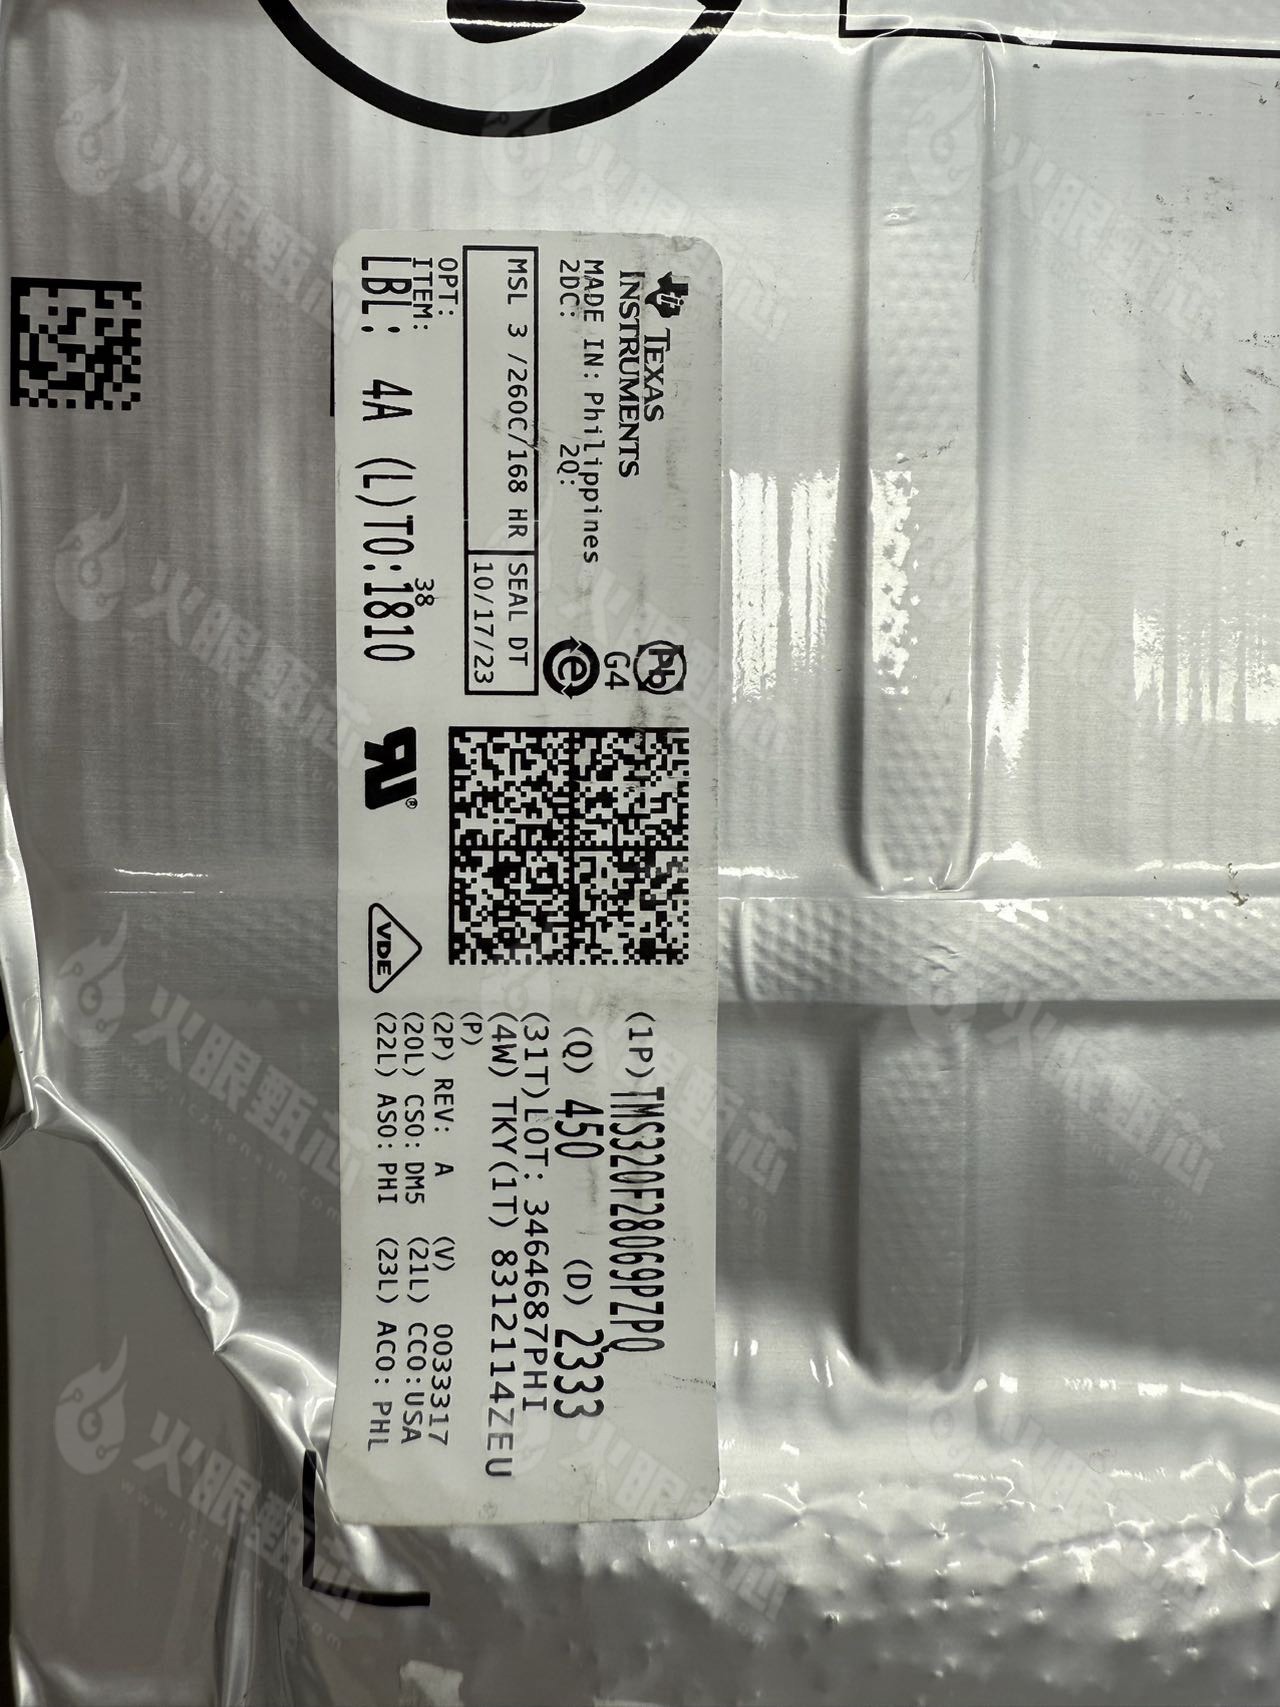 TEXAS
INSTRUMENTS
MADE IN: Philippines
2DC: 2Q:
MSL 3 /260C/168 HR
SEAL DT
10/17/23
OPT:
ITEM: 38
LBL: 4A (L)TO:1810
Pb
G4
e
VDE
(1P)TMS320F28069PZPQ
(Q) 450 (D) 2333
(31T)LOT: 3464687PHI
(4W) TKY(1T) 8312114ZEU
(P)
(2P) REV: A (V) 0033317
(20L) CSO: DM5 (21L) CCO:USA
(22L) ASO: PHI (23L) ACO: PHL
火眼甄芯